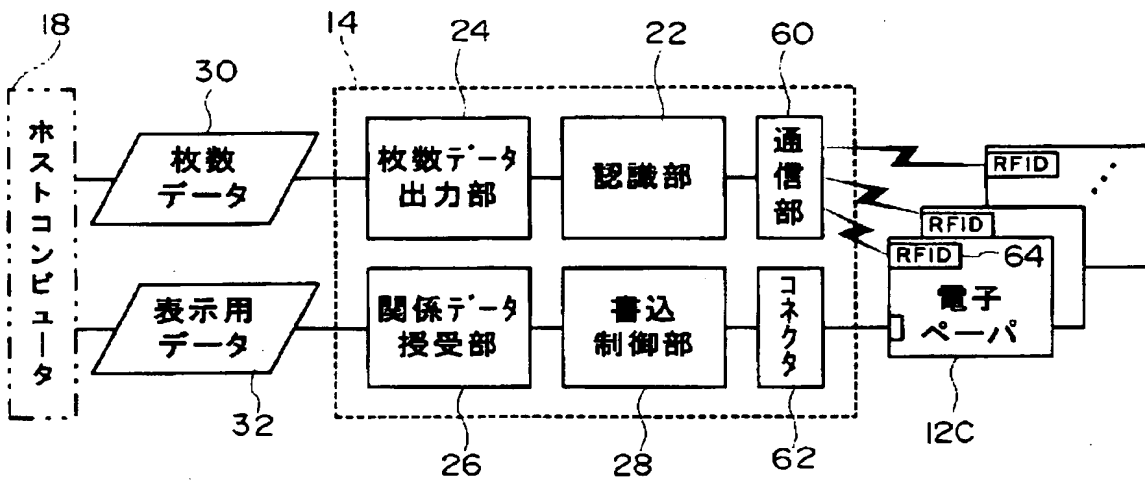 18
30
14
24
22
60
ホストコンピュータ
枚数
データ
枚数データ
出力部
認識部
通信部
RFID
RFID
RFID
64
表示用
データ
関係データ
授受部
書込
制御部
コネクタ
電子
ペーパ
32
26
28
62
12C